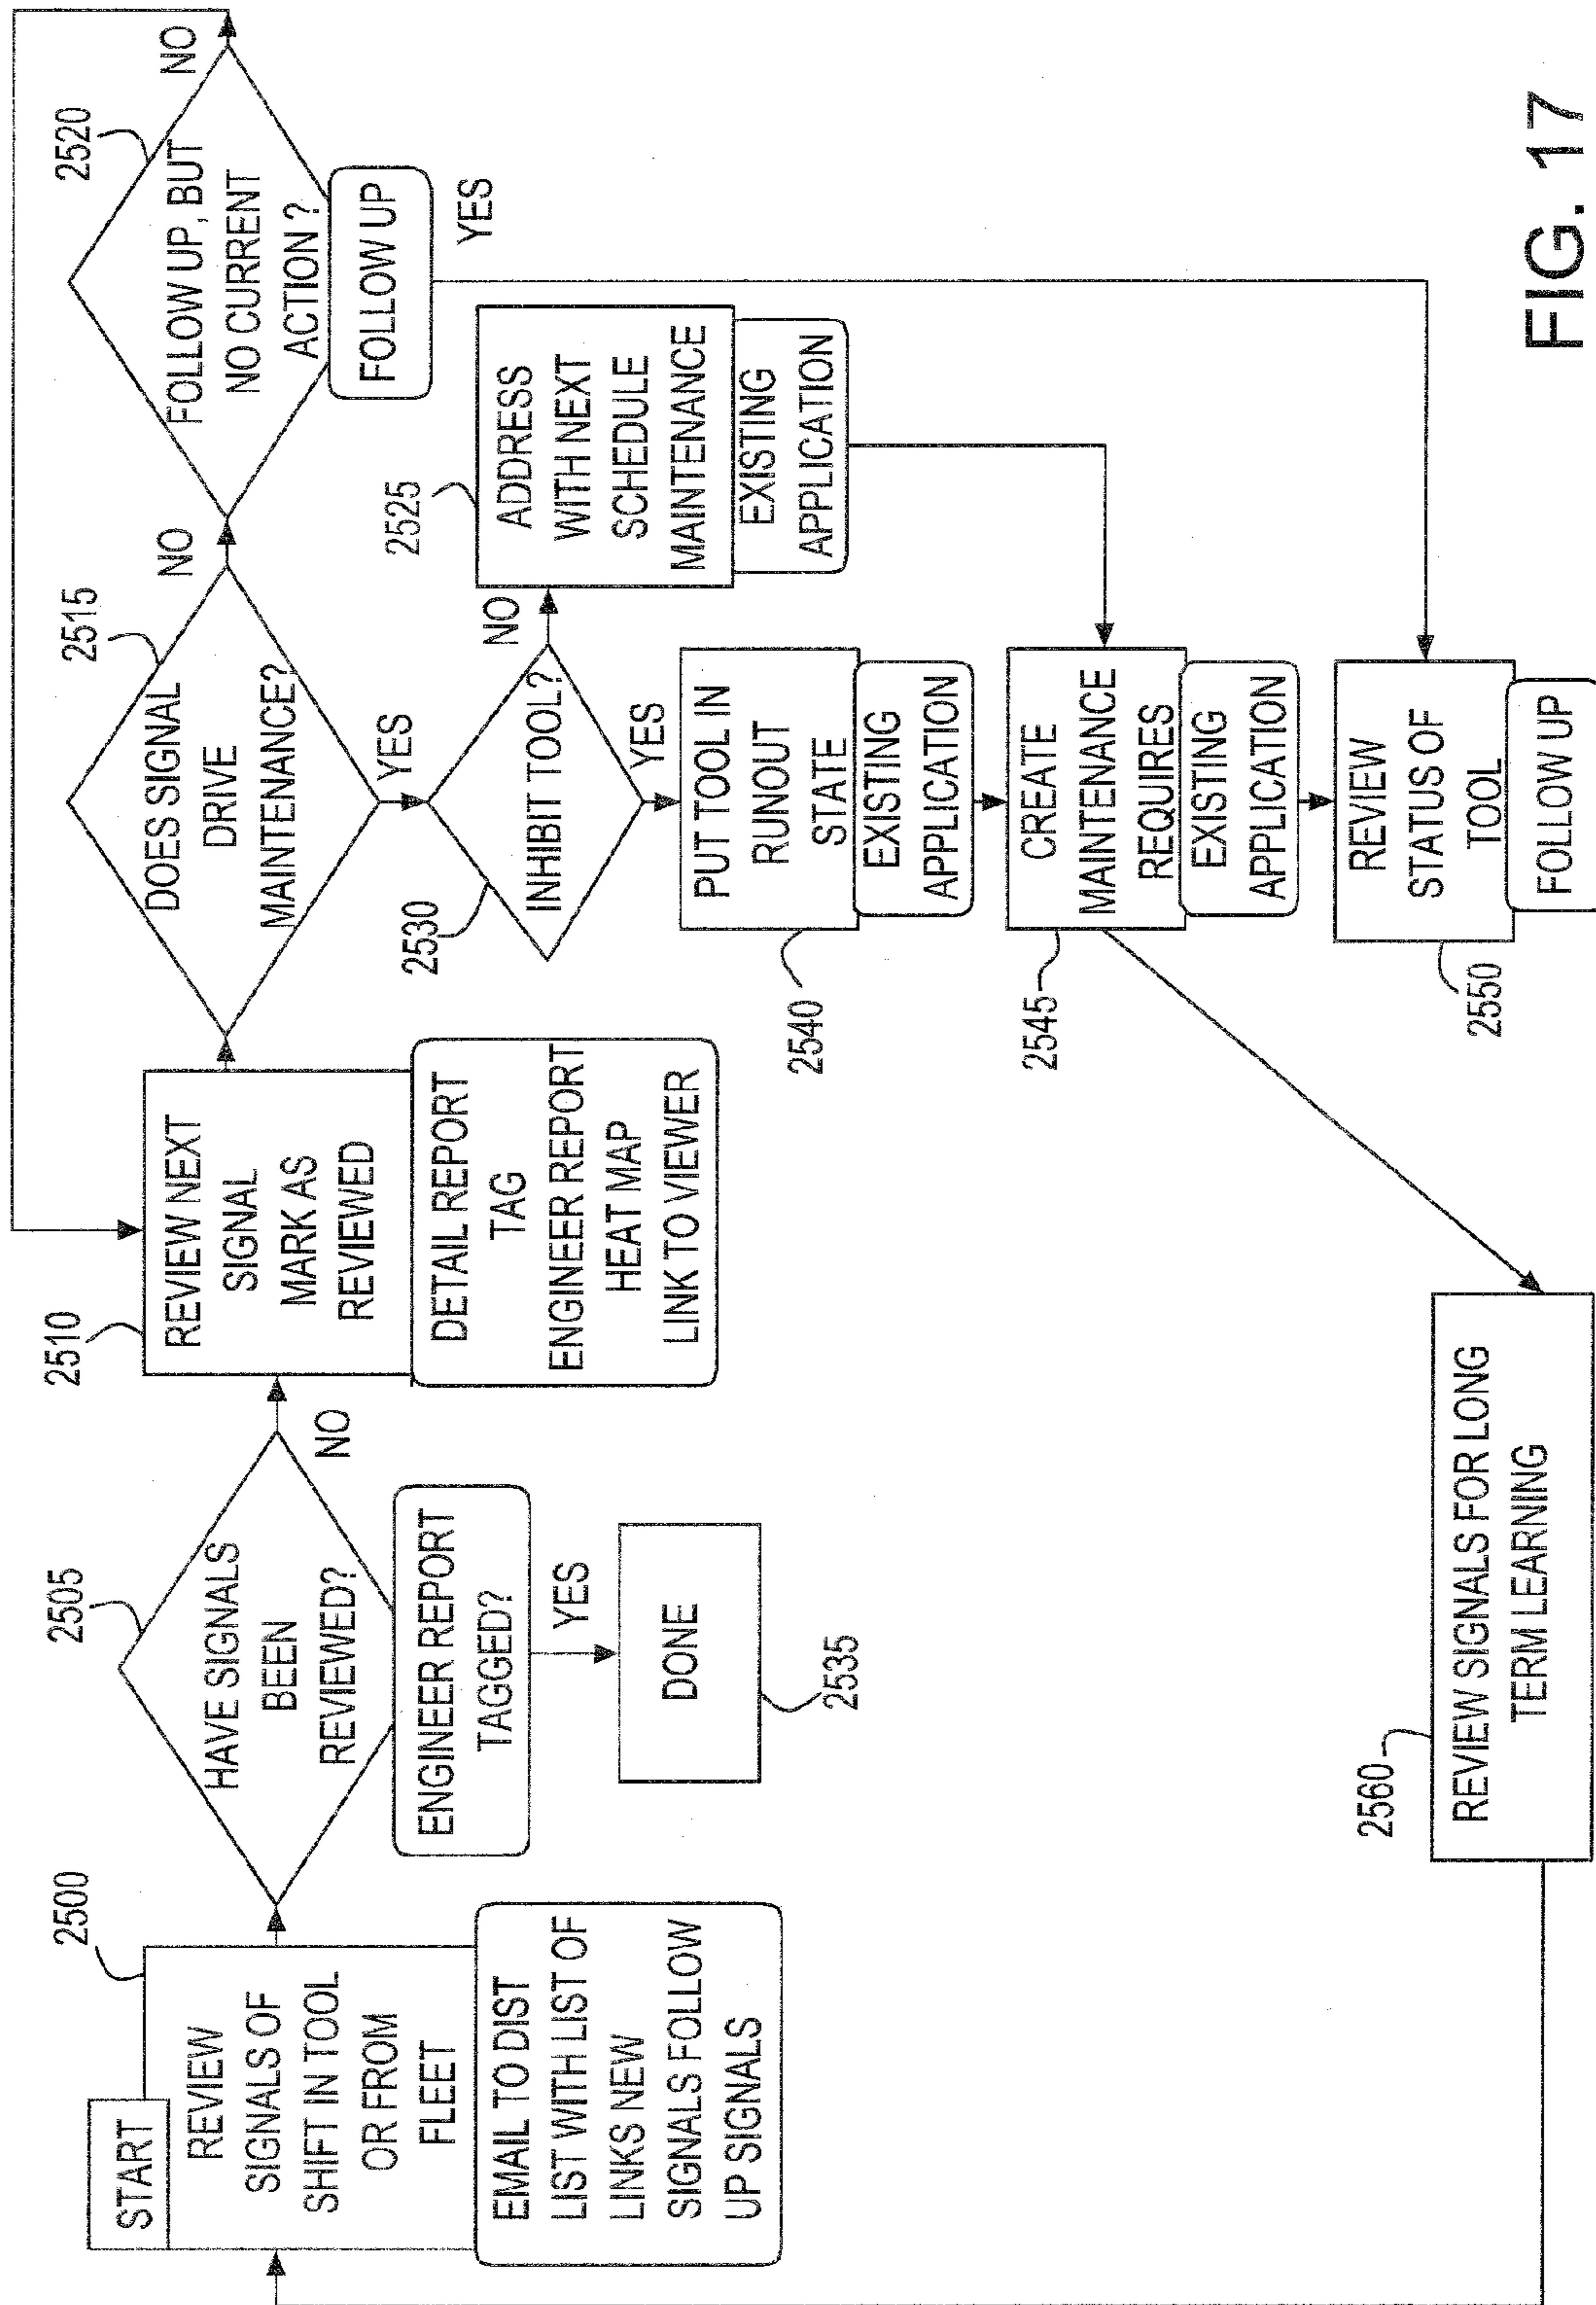 START
2500
REVIEW
SIGNALS OF
SHIFT IN TOOL
OR FROM
FLEET
EMAIL TO DIST
LIST WITH LIST OF
LINKS NEW
SIGNALS FOLLOW
UP SIGNALS
2505
HAVE SIGNALS
BEEN
REVIEWED?
NO
ENGINEER REPORT
TAGGED?
YES
DONE
2535
2510
REVIEW NEXT
SIGNAL
MARK AS
REVIEWED
DETAIL REPORT
TAG
ENGINEER REPORT
HEAT MAP
LINK TO VIEWER
2515
DOES SIGNAL
DRIVE
MAINTENANCE?
NO
YES
2520
FOLLOW UP, BUT
NO CURRENT
ACTION ?
NO
FOLLOW UP
YES
2530
INHIBIT TOOL?
NO
YES
2525
ADDRESS
WITH NEXT
SCHEDULE
MAINTENANCE
EXISTING
APPLICATION
2540
PUT TOOL IN
RUNOUT
STATE
EXISTING
APPLICATION
2545
CREATE
MAINTENANCE
REQUIRES
EXISTING
APPLICATION
2550
REVIEW
STATUS OF
TOOL
FOLLOW UP
2560
REVIEW SIGNALS FOR LONG
TERM LEARNING
FIG. 17